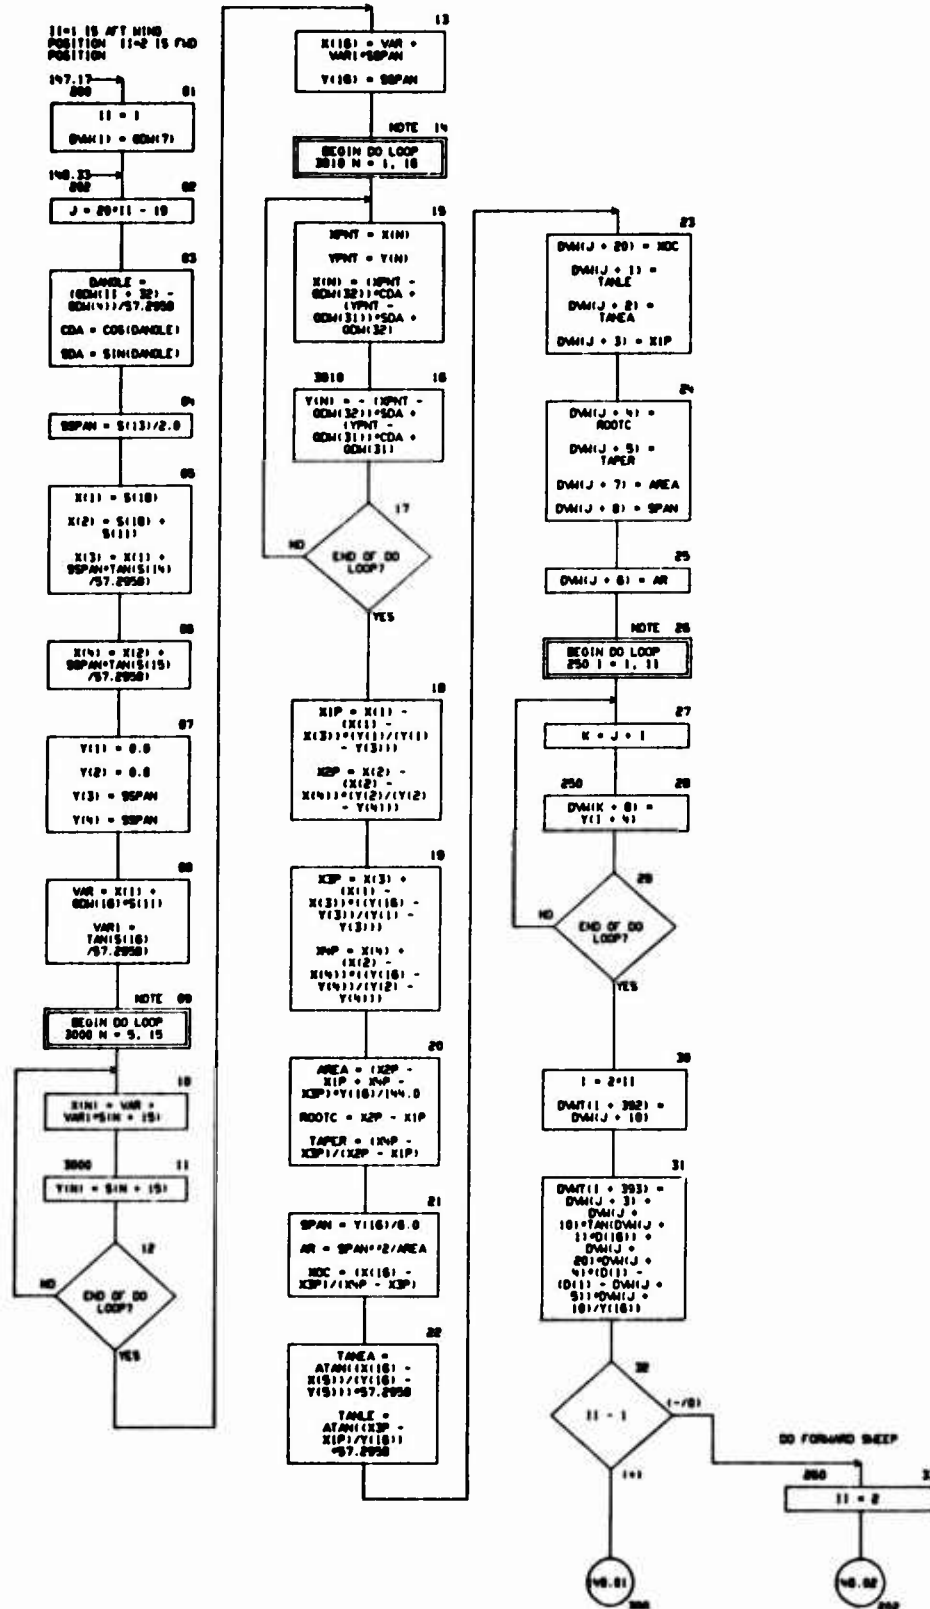 II=1 IS AFT WING
POSITION II=2 IS FWD
POSITION
147.17
200
01
II = 1
02
J = 20*II - 19
03
DANGLE =
(GDW(II + 32) -
GDW(4))/57.2958
CDA = COS(DANGLE)
SDA = SIN(DANGLE)
04
SSPAN = S(13)/2.0
05
X(1) = S(18)
X(2) = S(18) +
S(11)
X(3) = X(1) +
SSPAN*TAN(S(14)
/57.2958)
06
X(4) = X(2) +
SSPAN*TAN(S(15)
/57.2958)
07
Y(1) = 0.0
Y(2) = 0.0
Y(3) = SSPAN
Y(4) = SSPAN
08
VAR = X(1) +
GDW(16)*S(11)
VAR1 =
TAN(S(16)
/57.2958)
NOTE 09
BEGIN DO LOOP
3000 N = 5, 15
10
X(N) = VAR +
VAR1*S(N + 15)
3000
11
Y(N) = S(N + 15)
12
END OF DO
LOOP?
NO
YES
13
X(16) = VAR +
VAR1*SSPAN
Y(16) = SSPAN
NOTE 14
BEGIN DO LOOP
3010 N = 1, 16
15
XPNT = X(N)
YPNT = Y(N)
X(N) = (XPNT -
GDW(32))*CDA +
(YPNT -
GDW(31))*SDA +
GDW(32)
3010
16
Y(N) = - (XPNT -
GDW(32))*SDA +
(YPNT -
GDW(31))*CDA +
GDW(31)
17
END OF DO
LOOP?
NO
YES
18
X1P = X(1) -
(X(1) -
X(3))*(Y(1)/(Y(1)
- Y(3)))
X2P = X(2) -
(X(2) -
X(4))*(Y(2)/(Y(2)
- Y(4)))
19
X3P = X(3) +
(X(1) -
X(3))*((Y(16) -
Y(3))/(Y(1) -
Y(3)))
X4P = X(4) +
(X(2) -
X(4))*((Y(16) -
Y(4))/(Y(2) -
Y(4)))
20
AREA = (X2P -
X1P + X4P -
X3P)*Y(16)/144.0
ROOTC = X2P - X1P
TAPER = (X4P -
X3P)/(X2P - X1P)
21
SPAN = Y(16)/6.0
AR = SPAN**2/AREA
XOC = (X(16) -
X3P)/(X4P - X3P)
22
TANEA =
ATAN((X(16) -
X(5))/(Y(16) -
Y(5)))*57.2958
TANLE =
ATAN((X3P -
X1P)/Y(16))
*57.2958
23
DVW(J + 20) = XOC
DVW(J + 1) =
TANLE
DVW(J + 2) =
TANEA
DVW(J + 3) = X1P
24
DVW(J + 4) =
ROOTC
DVW(J + 5) =
TAPER
DVW(J + 7) = AREA
DVW(J + 8) = SPAN
25
DVW(J + 6) = AR
NOTE 26
BEGIN DO LOOP
250 I = 1, 11
27
K = J + I
250
28
DVW(K + 8) =
Y(I + 4)
29
END OF DO
LOOP?
NO
YES
30
I = 2*II
DVWT(I + 392) =
DVW(J + 10)
31
DVWT(I + 393) =
DVW(J + 3) +
DVW(J +
10)*TAN(DVW(J +
1)*D(16)) +
DVW(J +
20)*DVW(J +
4)*(D(1) -
(D(1) - DVW(J +
5))*DVW(J +
10)/Y(16))
32
II - 1
(-/0)
(+)
DO FORWARD SWEEP
260
II = 2
202